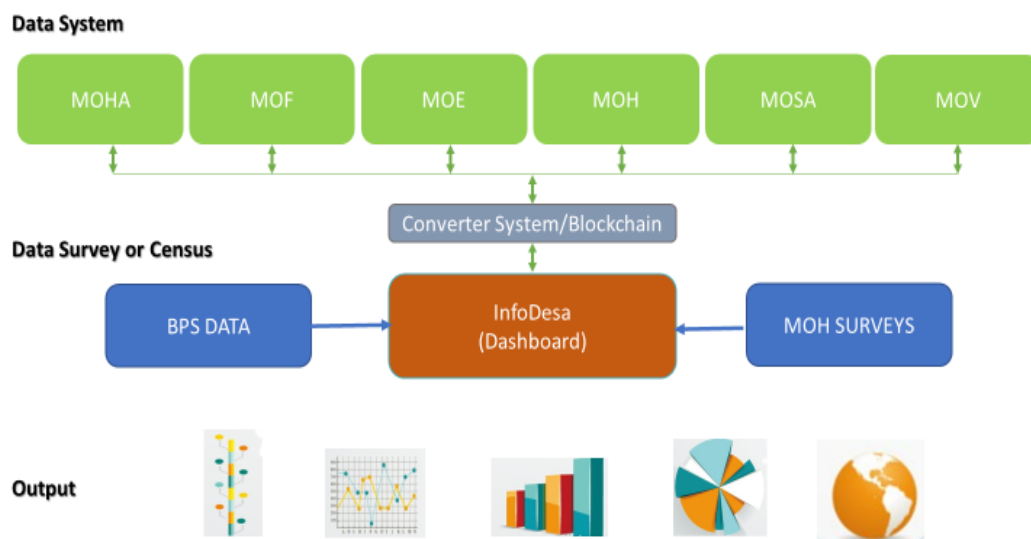 Data System
MOHA
MOF
MOE
MOH
MOSA
MOV
Converter System/Blockchain
Data Survey or Census
BPS DATA
InfoDesa
(Dashboard)
MOH SURVEYS
Output